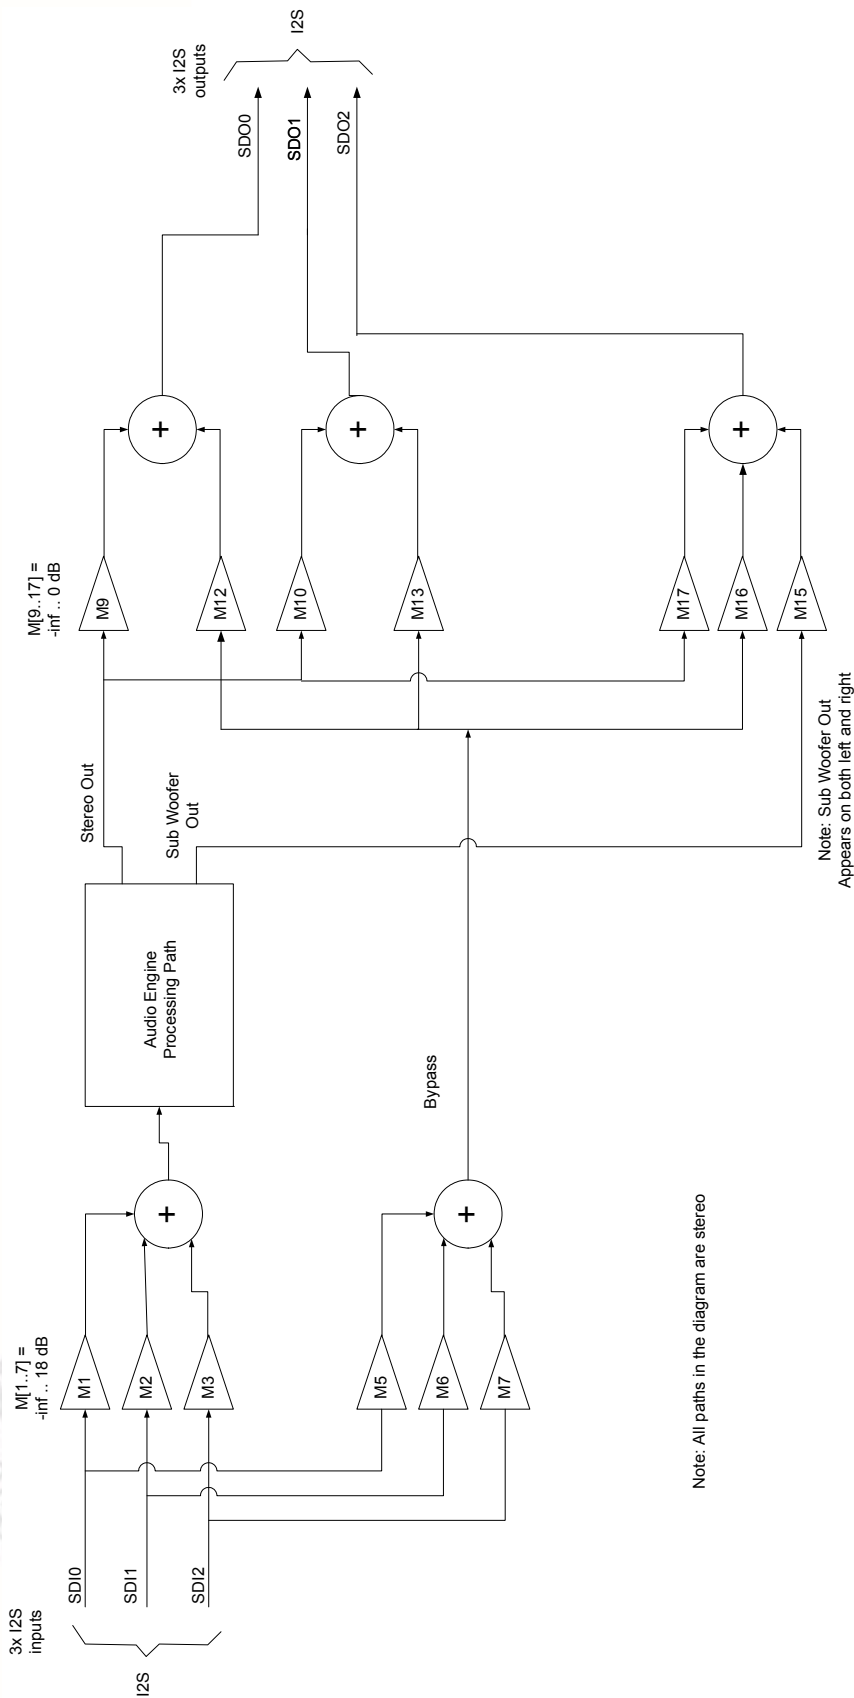 3x I2S
inputs
I2S
SDI0
SDI1
SDI2
M[1..7] =
-inf .. 18 dB
M1
M2
M3
M5
M6
M7
+
+
Audio Engine
Processing Path
Bypass
Stereo Out
Sub Woofer
Out
M[9..17] =
-inf .. 0 dB
M9
M12
M10
M13
M17
M16
M15
+
+
+
SDO0
SDO1
SDO2
3x I2S
outputs
I2S
Note: Sub Woofer Out
Appears on both left and right
Note: All paths in the diagram are stereo